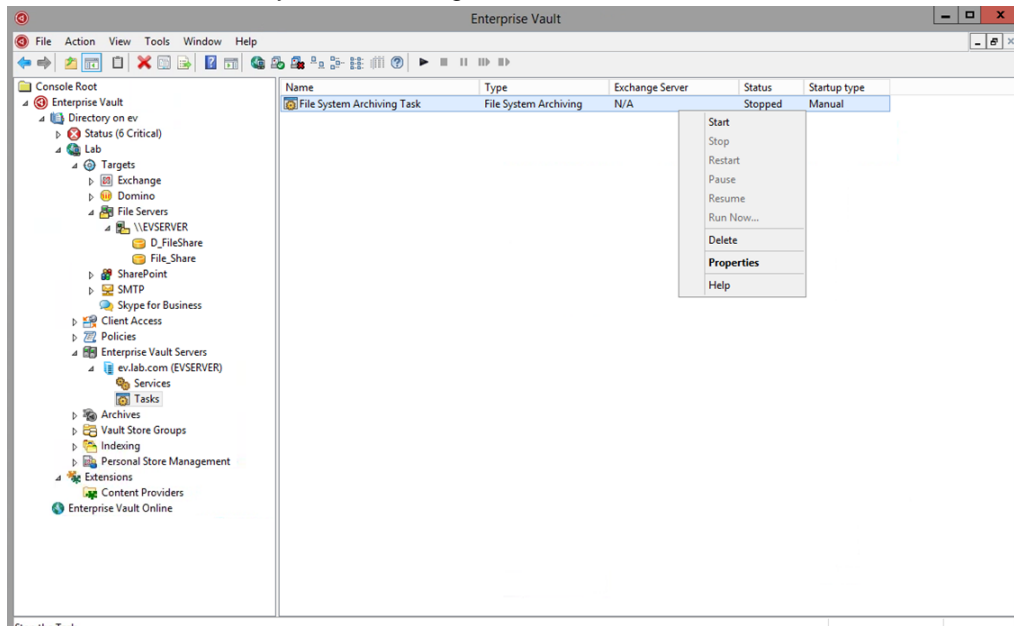 Enterprise Vault
File Action View Tools Window Help
Console Root
Enterprise Vault
Directory on ev
Status (6 Critical)
Lab
Targets
Exchange
Domino
File Servers
\\EVSERVER
D_FileShare
File_Share
SharePoint
SMTP
Skype for Business
Client Access
Policies
Enterprise Vault Servers
ev.lab.com (EVSERVER)
Services
Tasks
Archives
Vault Store Groups
Indexing
Personal Store Management
Extensions
Content Providers
Enterprise Vault Online
Name Type Exchange Server Status Startup type
File System Archiving Task File System Archiving N/A Stopped Manual
Start
Stop
Restart
Pause
Resume
Run Now...
Delete
Properties
Help